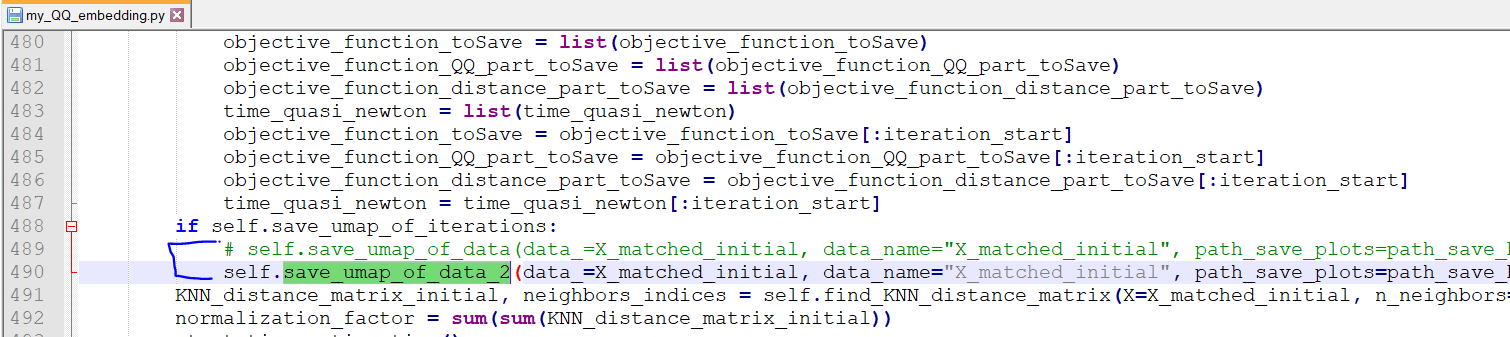 my_QQ_embedding.py
480 objective_function_toSave = list(objective_function_toSave)
481 objective_function_QQ_part_toSave = list(objective_function_QQ_part_toSave)
482 objective_function_distance_part_toSave = list(objective_function_distance_part_toSave)
483 time_quasi_newton = list(time_quasi_newton)
484 objective_function_toSave = objective_function_toSave[:iteration_start]
485 objective_function_QQ_part_toSave = objective_function_QQ_part_toSave[:iteration_start]
486 objective_function_distance_part_toSave = objective_function_distance_part_toSave[:iteration_start]
487 time_quasi_newton = time_quasi_newton[:iteration_start]
488 if self.save_umap_of_iterations:
489 # self.save_umap_of_data(data_=X_matched_initial, data_name="X_matched_initial", path_save_plots=path_save_
490 self.save_umap_of_data_2(data_=X_matched_initial, data_name="X_matched_initial", path_save_plots=path_save_
491 KNN_distance_matrix_initial, neighbors_indices = self.find_KNN_distance_matrix(X=X_matched_initial, n_neighbors=
492 normalization_factor = sum(sum(KNN_distance_matrix_initial))